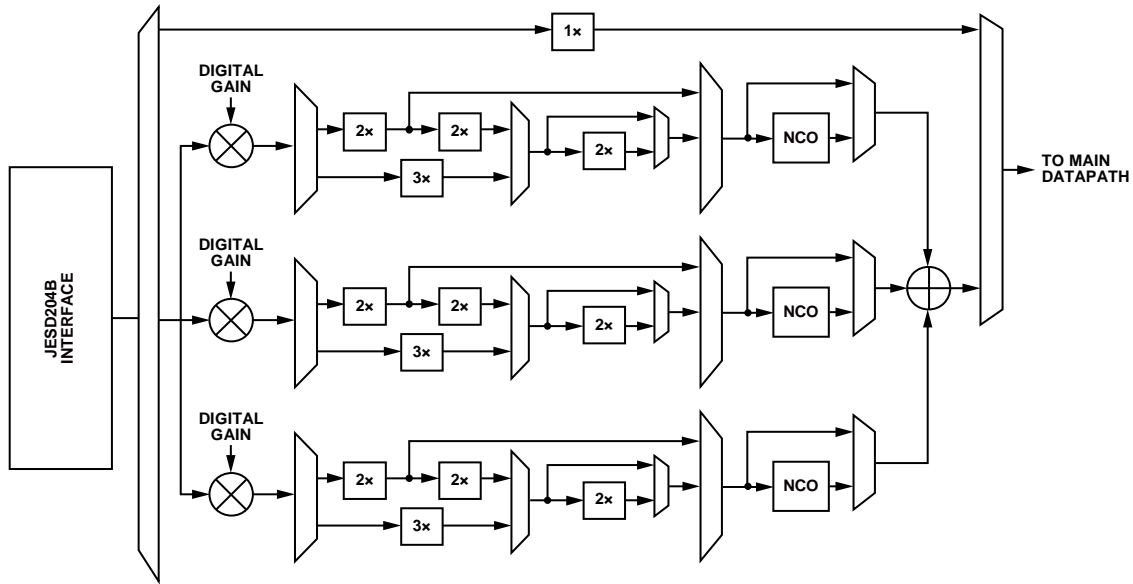 1×
DIGITAL
GAIN
2×
2×
2×
3×
NCO
TO MAIN
DATAPATH
JESD204B
INTERFACE
DIGITAL
GAIN
2×
2×
2×
3×
NCO
DIGITAL
GAIN
2×
2×
2×
3×
NCO